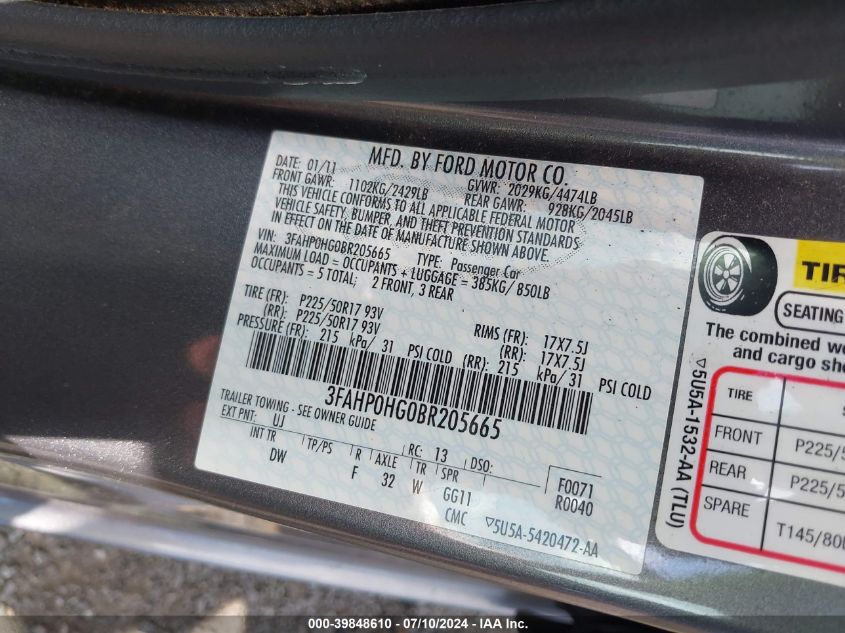 MFD. BY FORD MOTOR CO.
DATE: 01/11 GVWR: 2029KG/4474LB
FRONT GAWR: 1102KG/2429LB REAR GAWR: 928KG/2045LB
THIS VEHICLE CONFORMS TO ALL APPLICABLE FEDERAL MOTOR
VEHICLE SAFETY, BUMPER, AND THEFT PREVENTION STANDARDS
IN EFFECT ON THE DATE OF MANUFACTURE SHOWN ABOVE.
VIN: 3FAHP0HG0BR205665 TYPE: Passenger Car
MAXIMUM LOAD = OCCUPANTS + LUGGAGE = 385KG/ 850LB
OCCUPANTS = 5 TOTAL; 2 FRONT, 3 REAR
TIRE (FR): P225/50R17 93V RIMS (FR): 17X7.5J
(RR): P225/50R17 93V (RR): 17X7.5J
PRESSURE (FR): 215 kPa/ 31 PSI COLD (RR): 215 kPa/31 PSI COLD
3FAHP0HG0BR205665
TRAILER TOWING - SEE OWNER GUIDE
EXT PNT: UJ RC: 13 DSO:
INT TR TP/PS R AXLE TR SPR F0071
DW F 32 W GG11 R0040
CMC ▽5U5A-5420472-AA
TIR
SEATING
The combined we
and cargo sho
▽5U5A-1532-AA (7LU)
TIRE
FRONT P225/5
REAR P225/5
SPARE T145/80
000-39848610 07/10/2024 IAA Inc.